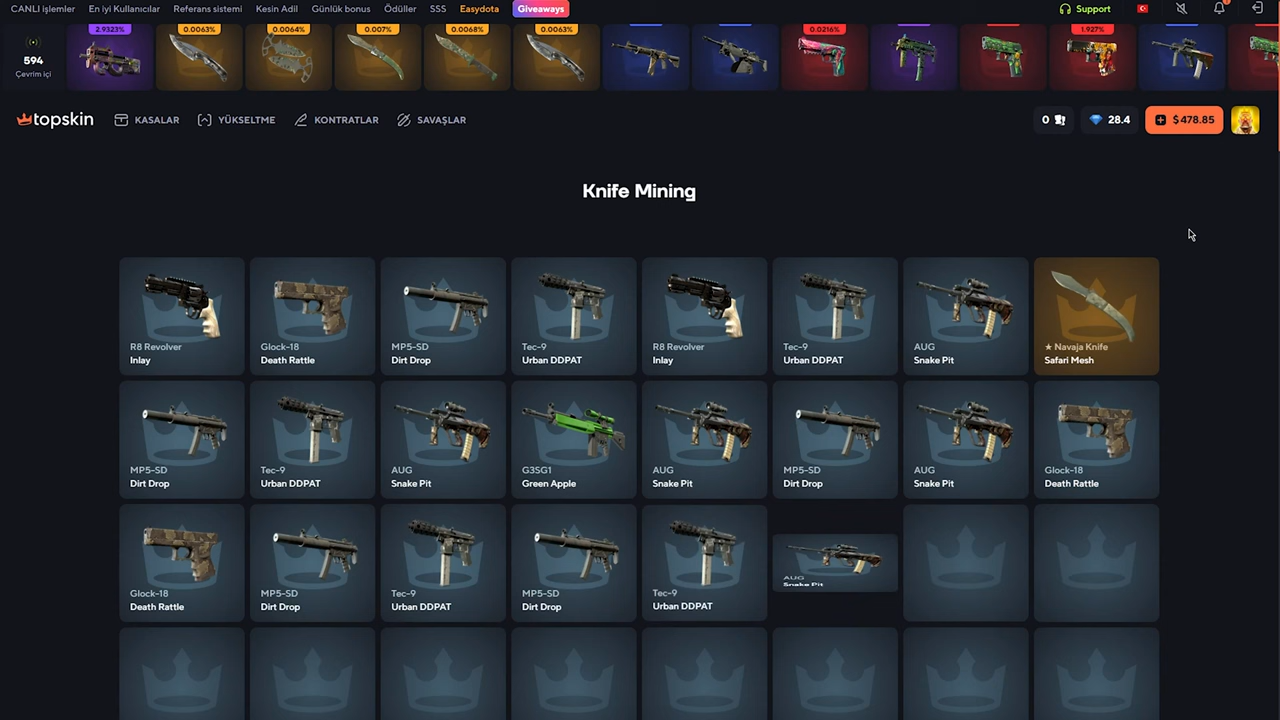 CANLI işlemler En iyi Kullanıcılar Referans sistemi Kesin Adil Günlük bonus Ödüller SSS Easydota Giveaways Support
594
Çevrim içi
2.9323% 0.0063% 0.0064% 0.007% 0.0068% 0.0063% 0.0216% 1.927%
topskin KASALAR YÜKSELTME KONTRATLAR SAVAŞLAR 0 28.4 $478.85
Knife Mining
R8 Revolver Glock-18 MP5-SD Tec-9 R8 Revolver Tec-9 AUG ★ Navaja Knife
Inlay Death Rattle Dirt Drop Urban DDPAT Inlay Urban DDPAT Snake Pit Safari Mesh
MP5-SD Tec-9 AUG G3SG1 AUG MP5-SD AUG Glock-18
Dirt Drop Urban DDPAT Snake Pit Green Apple Snake Pit Dirt Drop Snake Pit Death Rattle
Glock-18 MP5-SD Tec-9 MP5-SD Tec-9 AUG
Death Rattle Dirt Drop Urban DDPAT Dirt Drop Urban DDPAT Snake Pit